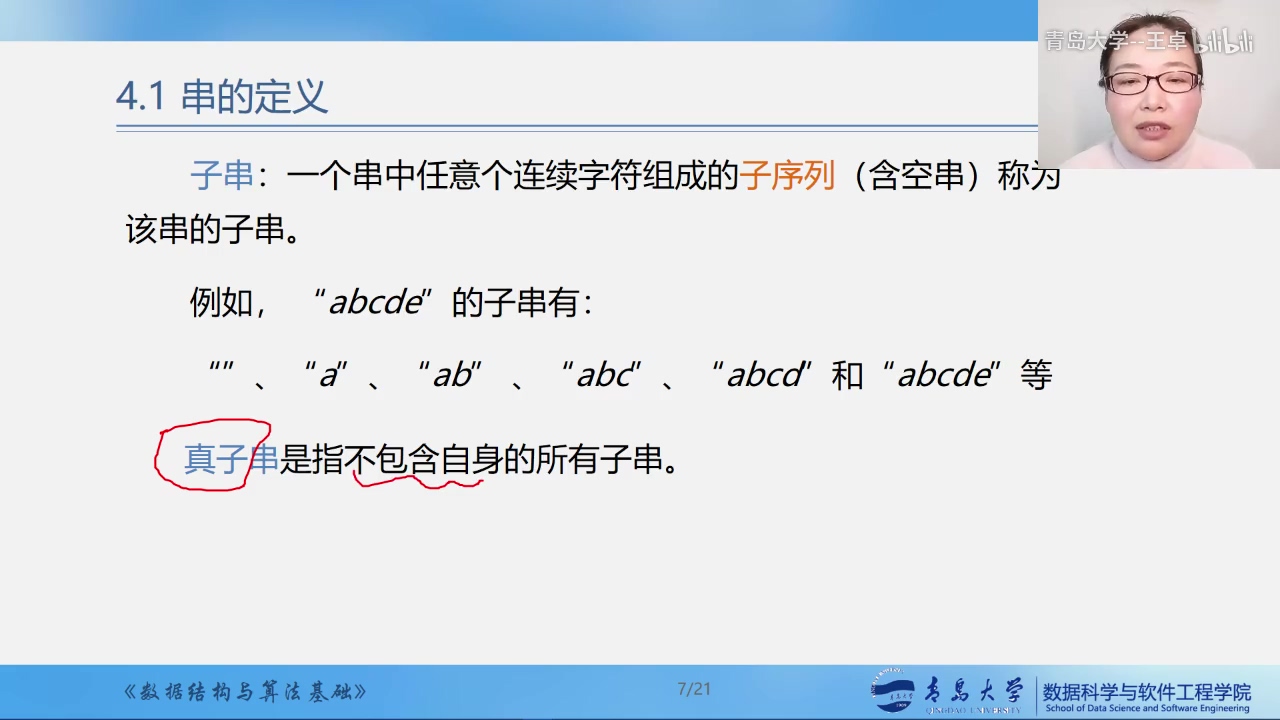 青岛大学--王卓 bilibili
4.1 串的定义
子串：一个串中任意个连续字符组成的子序列（含空串）称为
该串的子串。
例如，“abcde”的子串有：
“”、“a”、“ab”、“abc”、“abcd”和“abcde”等
真子串是指不包含自身的所有子串。
《数据结构与算法基础》
7/21
青岛大学
QINGDAO UNIVERSITY
数据科学与软件工程学院
School of Data Science and Software Engineering